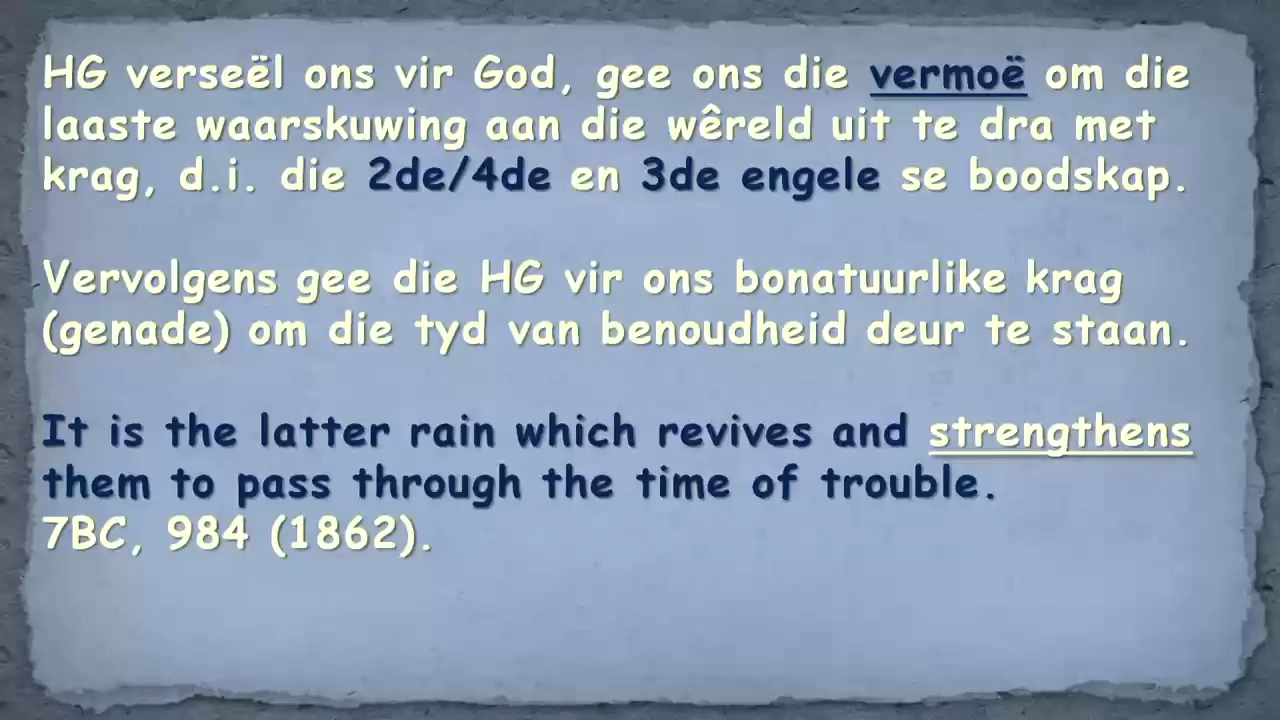 HG verseël ons vir God, gee ons die vermoë om die
laaste waarskuwing aan die wêreld uit te dra met
krag, d.i. die 2de/4de en 3de engele se boodskap.
Vervolgens gee die HG vir ons bonatuurlike krag
(genade) om die tyd van benoudheid deur te staan.
It is the latter rain which revives and strengthens
them to pass through the time of trouble.
7BC, 984 (1862).